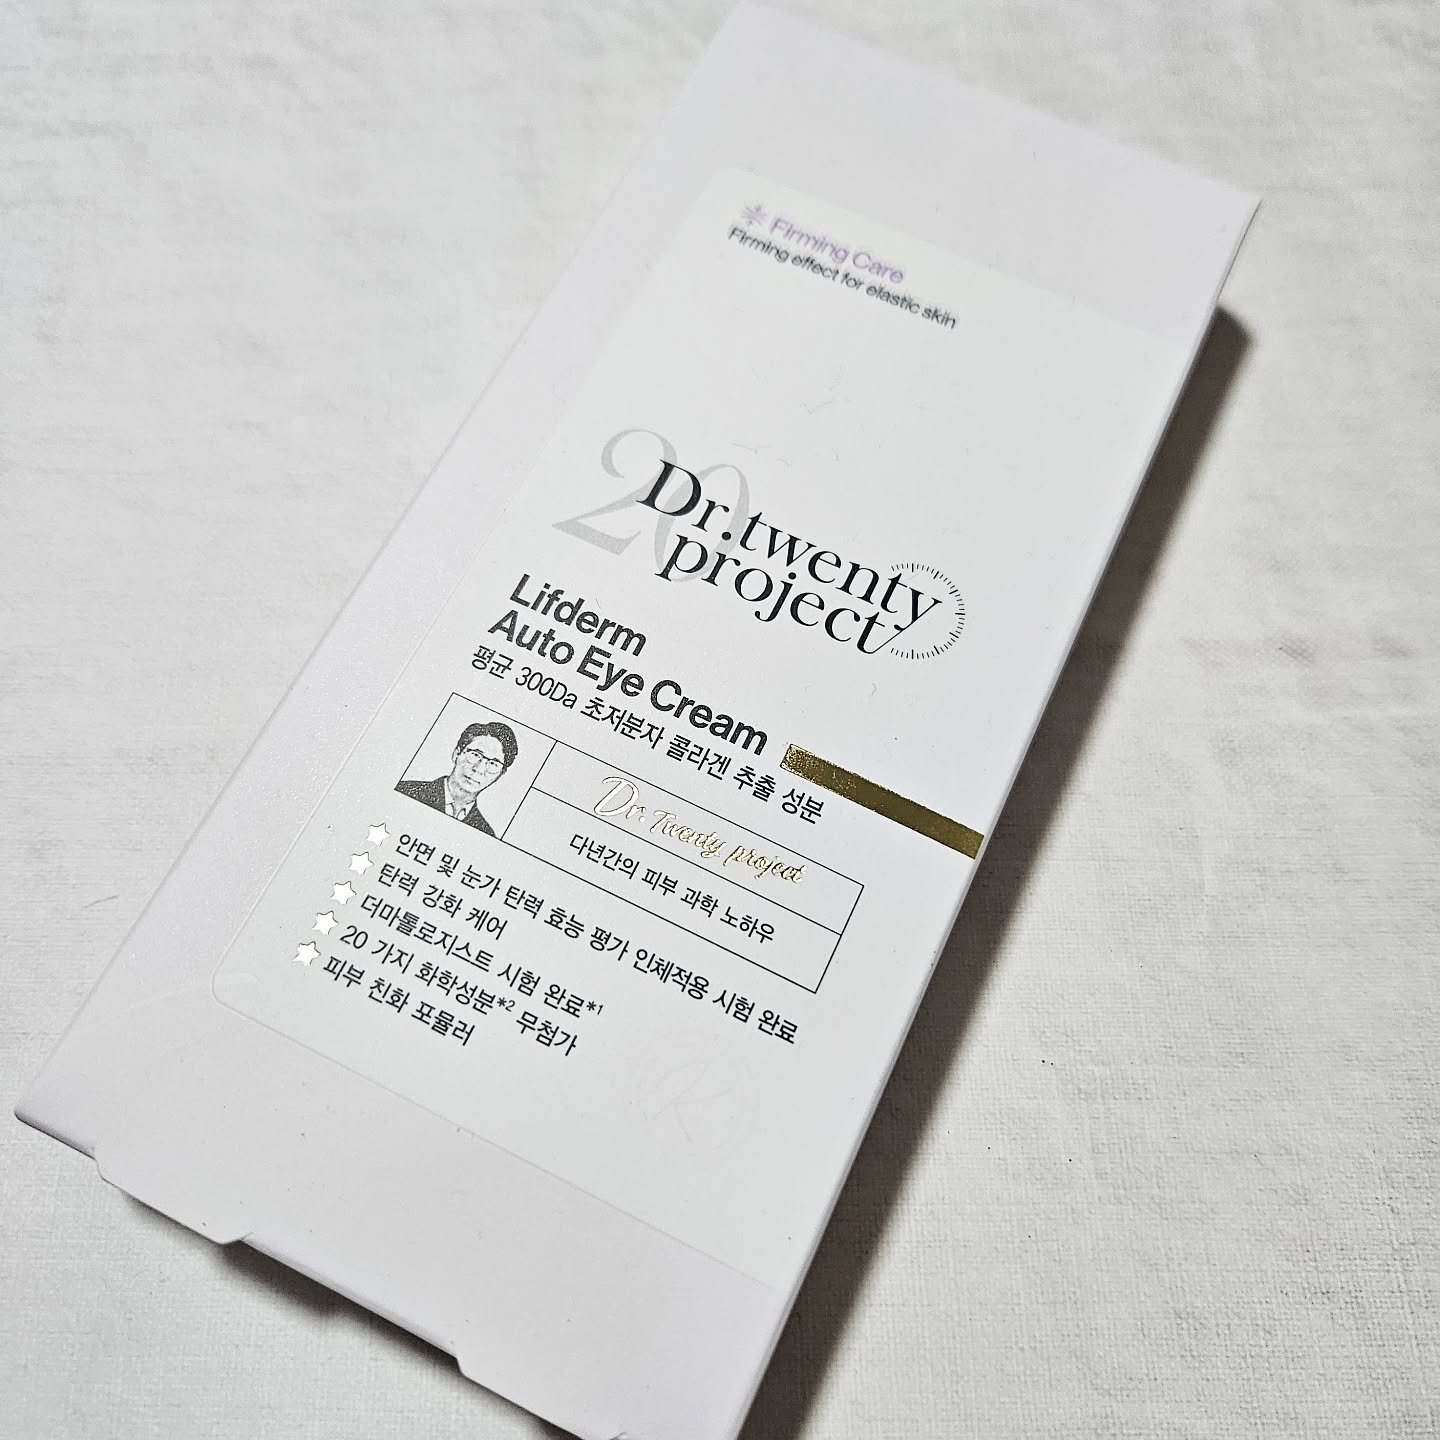 Firming Care
Firming effect for elastic skin
20
Dr.twenty
project
Lifderm
Auto Eye Cream
평균 300Da 초저분자 콜라겐 추출 성분
Dr. Twenty project
다년간의 피부 과학 노하우
안면 및 눈가 탄력 효능 평가 인체적용 시험 완료
탄력 강화 케어
더마톨로지스트 시험 완료*1
20 가지 화학성분*2 무첨가
피부 친화 포뮬러